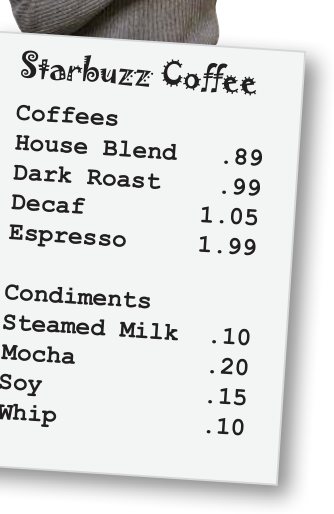 Starbuzz Coffee
Coffees
House Blend .89
Dark Roast .99
Decaf 1.05
Espresso 1.99
Condiments
Steamed Milk .10
Mocha .20
Soy .15
Whip .10